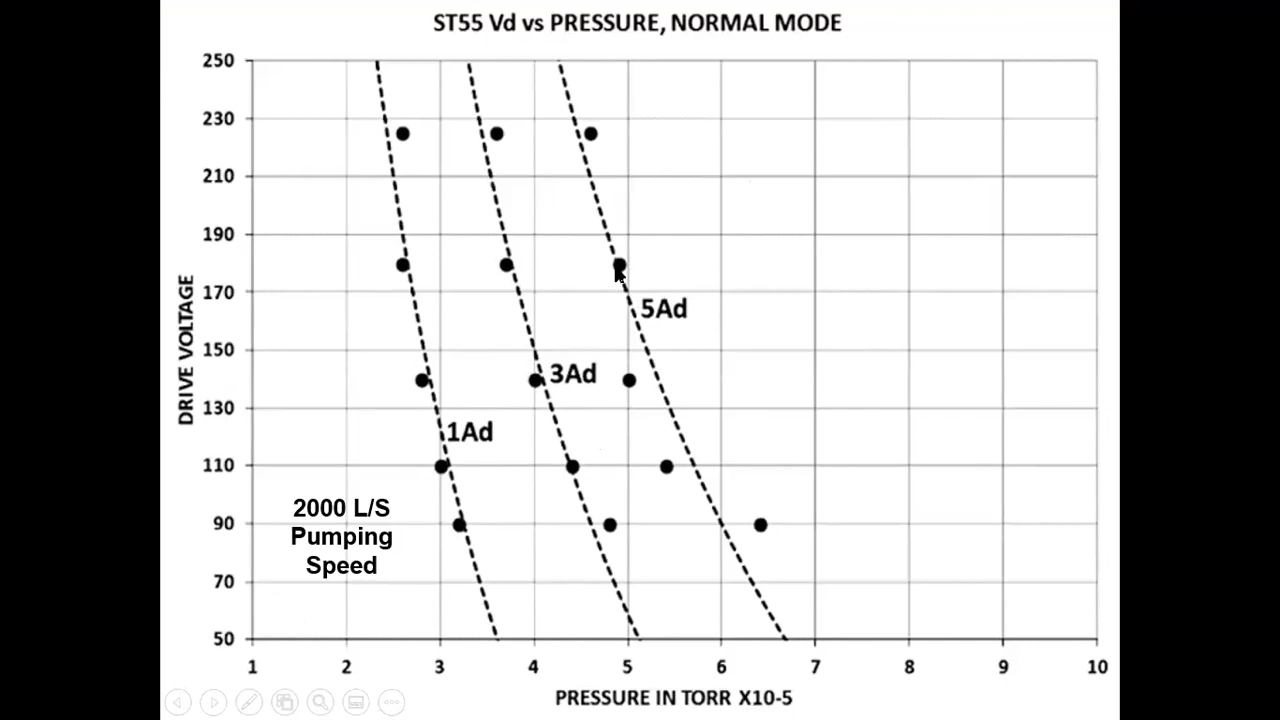 ST55 Vd vs PRESSURE, NORMAL MODE
250
230
210
190
170
150
130
110
90
70
50
DRIVE VOLTAGE
5Ad
3Ad
1Ad
2000 L/S
Pumping
Speed
1 2 3 4 5 6 7 8 9 10
PRESSURE IN TORR X10-5